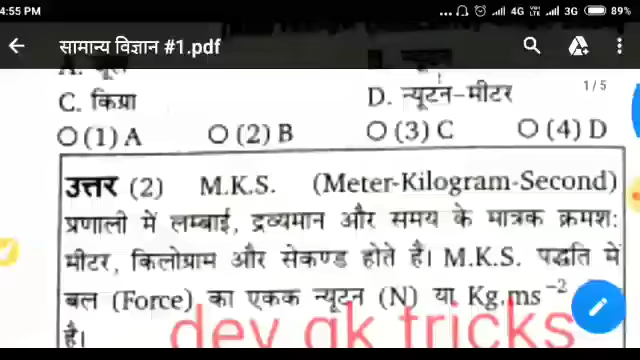 4:55 PM ... 4G VoLTE 3G 89%
सामान्य विज्ञान #1.pdf
1/5
C. किग्रा D. न्यूटन-मीटर
(1) A (2) B (3) C (4) D
उत्तर (2) M.K.S. (Meter-Kilogram-Second)
प्रणाली में लम्बाई, द्रव्यमान और समय के मात्रक क्रमशः
मीटर, किलोग्राम और सेकण्ड होते हैं। M.K.S. पद्धति में
बल (Force) का एकक न्यूटन (N) या Kg.ms⁻²
है।
dev gk tricks